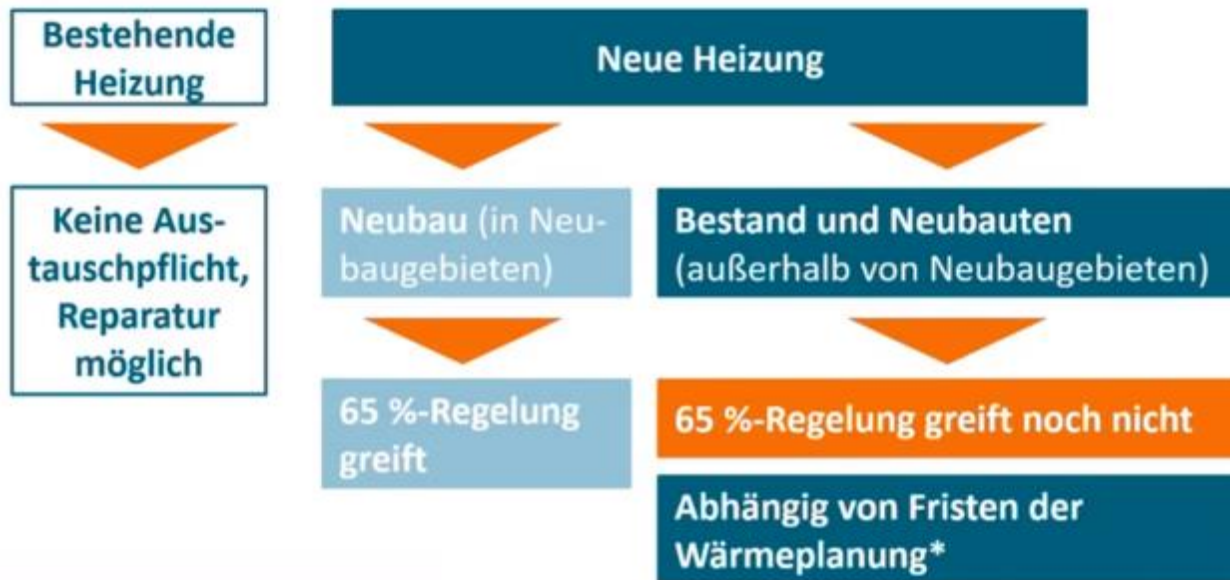 Bestehende
Heizung
Neue Heizung
Keine Aus-
tauschpflicht,
Reparatur
möglich
Neubau (in Neu-
baugebieten)
Bestand und Neubauten
(außerhalb von Neubaugebieten)
65 %-Regelung
greift
65 %-Regelung greift noch nicht
Abhängig von Fristen der
Wärmeplanung*